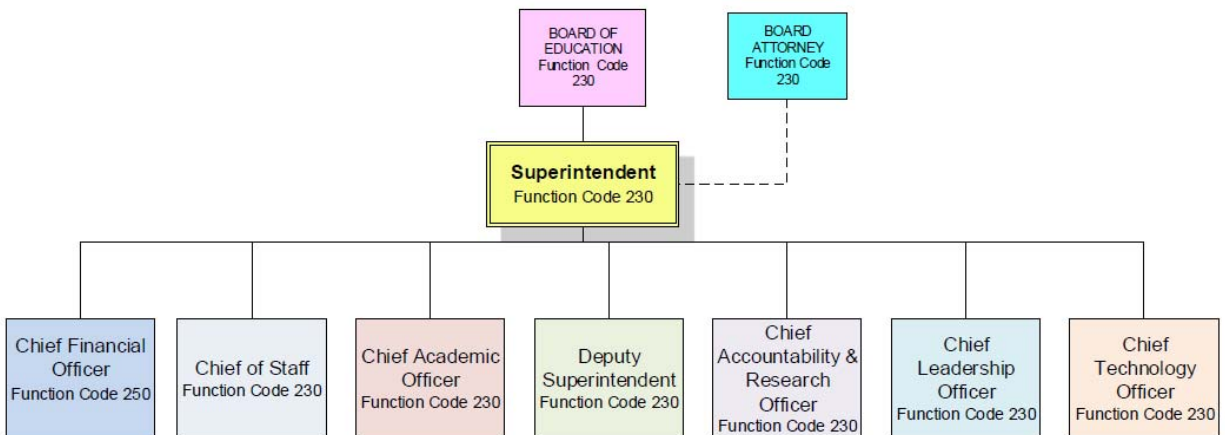 BOARD OF
EDUCATION
Function Code
230
BOARD
ATTORNEY
Function Code
230
Superintendent
Function Code 230
Chief Financial
Officer
Function Code 250
Chief of Staff
Function Code 230
Chief Academic
Officer
Function Code 230
Deputy
Superintendent
Function Code 230
Chief
Accountability &
Research
Officer
Function Code 230
Chief
Leadership
Officer
Function Code 230
Chief
Technology
Officer
Function Code 230